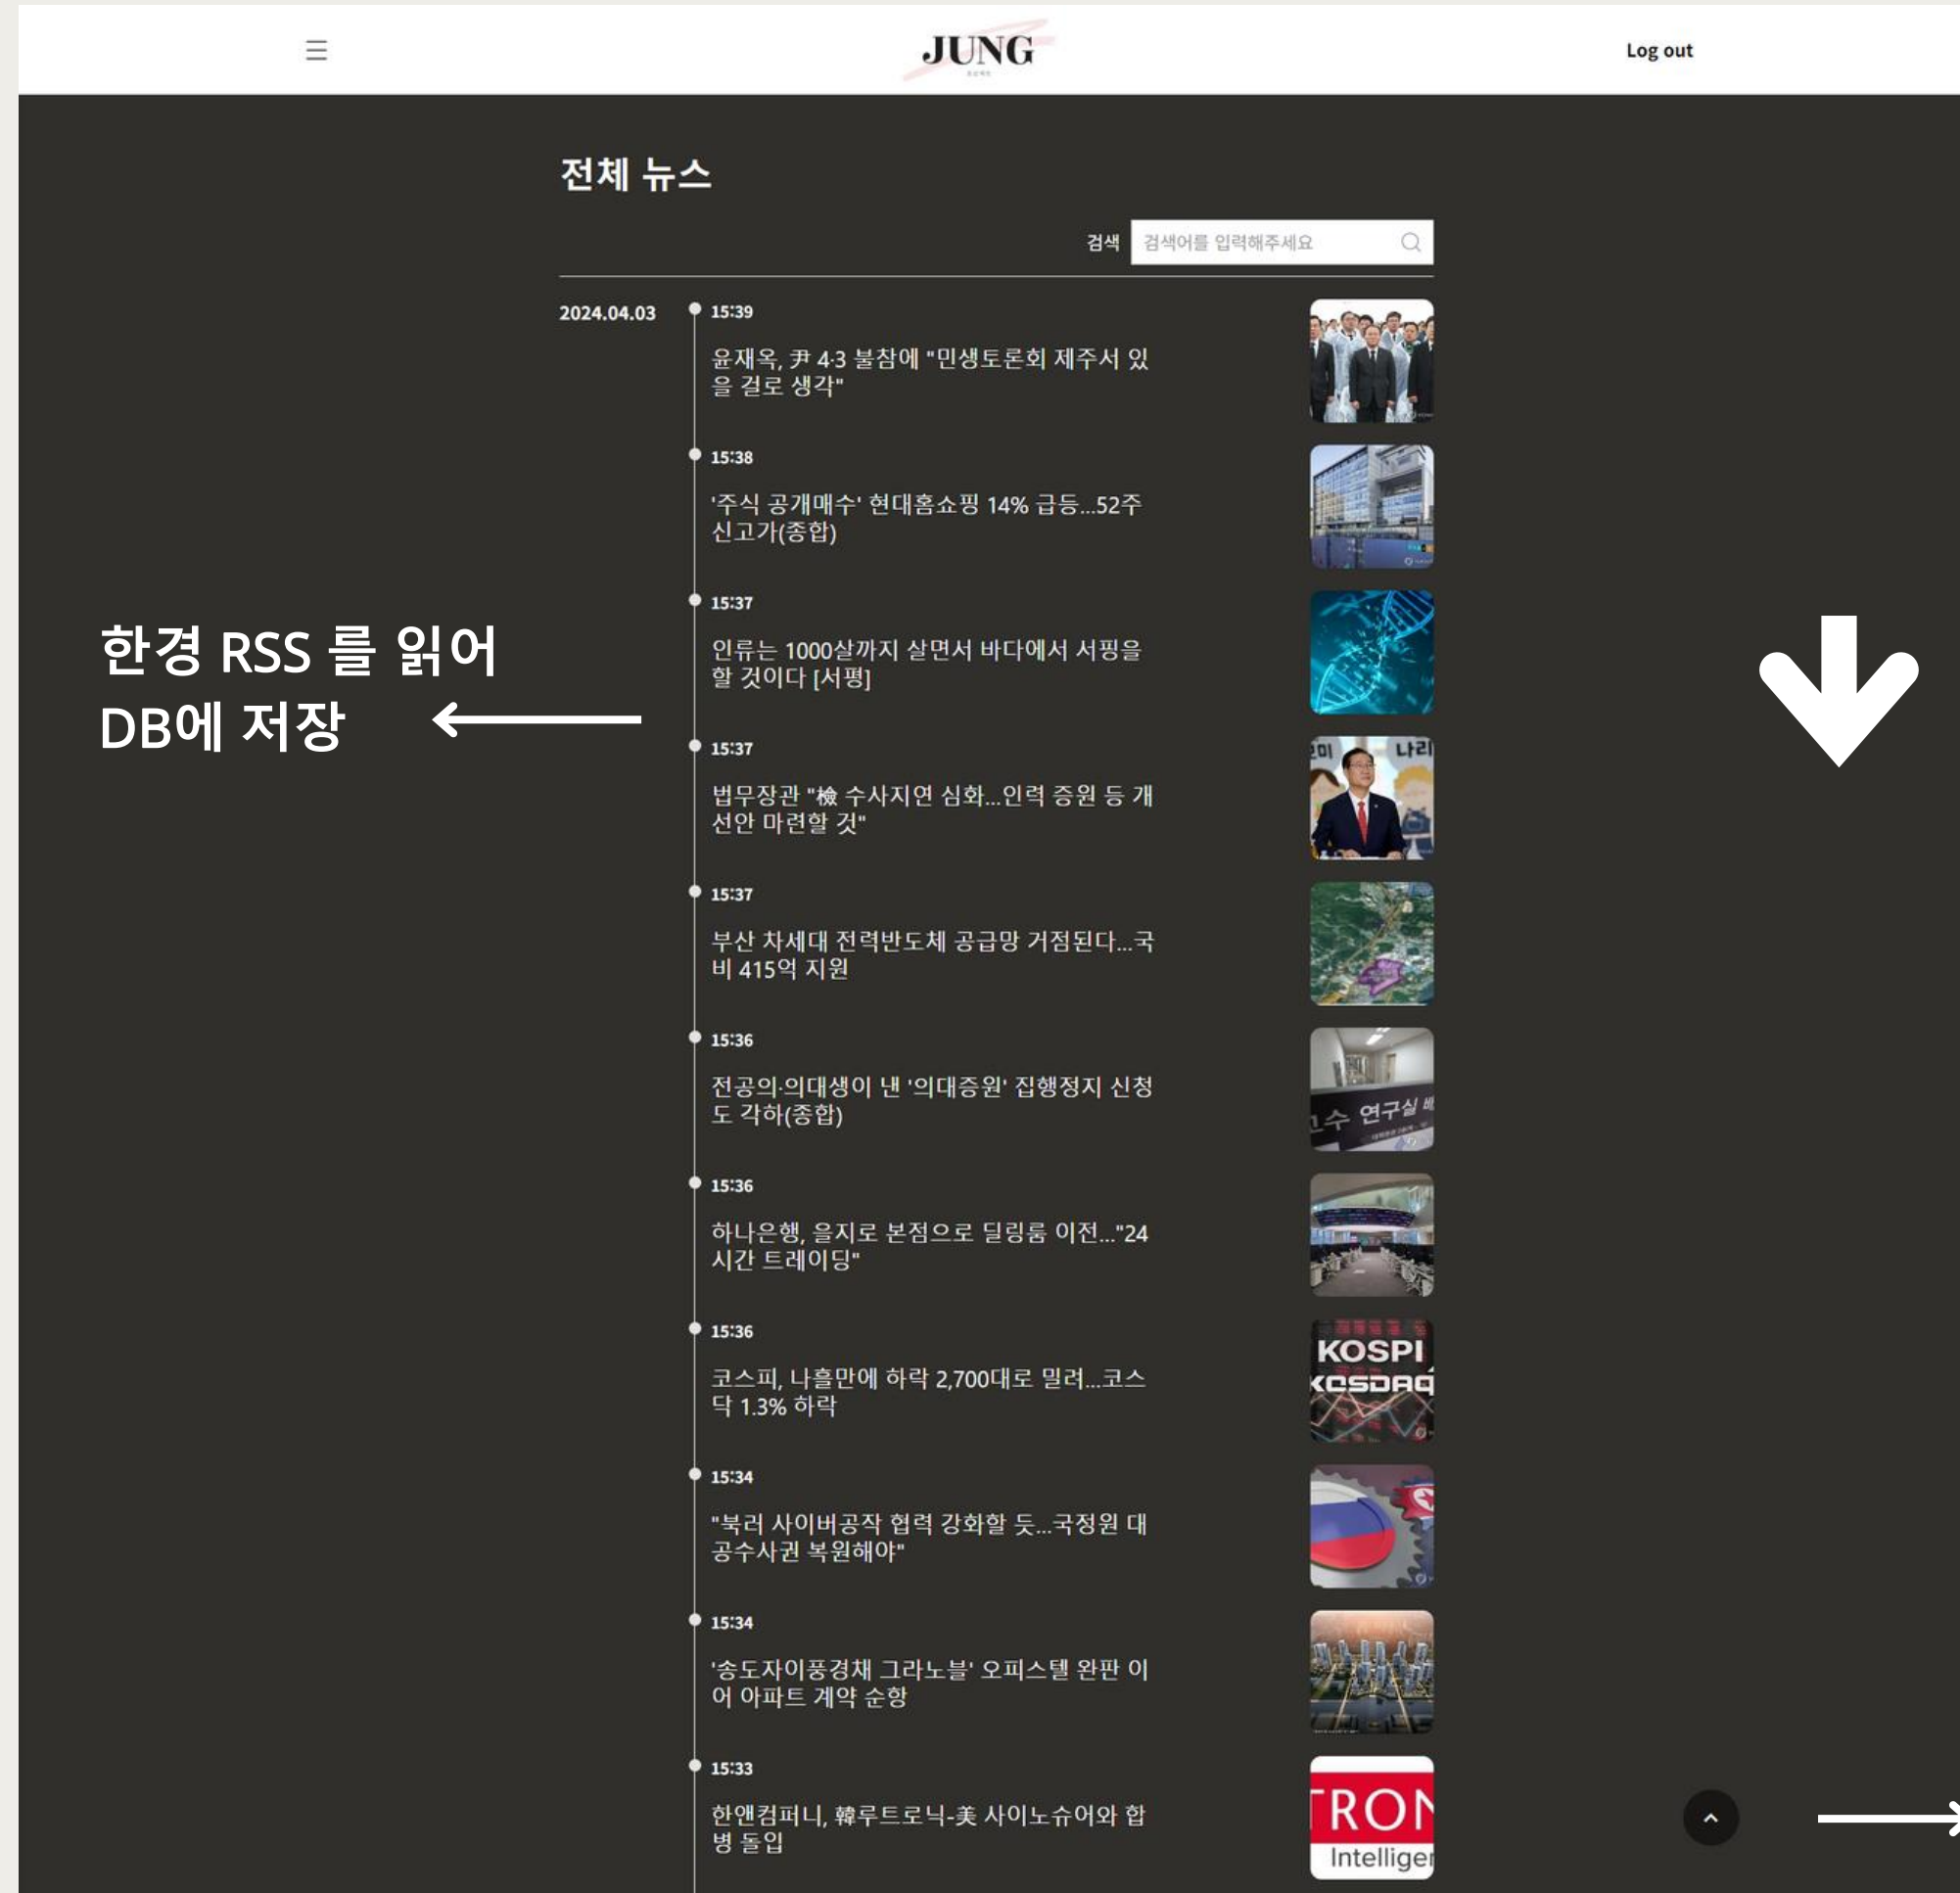 JUNG
Log out
전체 뉴스
검색
검색어를 입력해주세요
2024.04.03
15:39
윤재옥, 尹 4·3 불참에 "민생토론회 제주서 있
을 걸로 생각"
15:38
'주식 공개매수' 현대홈쇼핑 14% 급등...52주
신고가(종합)
15:37
인류는 1000살까지 살면서 바다에서 서핑을
할 것이다 [서평]
한경 RSS 를 읽어
DB에 저장
15:37
법무장관 "檢 수사지연 심화...인력 증원 등 개
선안 마련할 것"
나리
15:37
부산 차세대 전력반도체 공급망 거점된다...국
비 415억 지원
15:36
전공의·의대생이 낸 '의대증원' 집행정지 신청
도 각하(종합)
수 연구실
15:36
하나은행, 을지로 본점으로 딜링룸 이전..."24
시간 트레이딩"
15:36
코스피, 나흘만에 하락 2,700대로 밀려...코스
닥 1.3% 하락
KOSPI
KOSDAQ
15:34
"북러 사이버공작 협력 강화할 듯...국정원 대
공수사권 복원해야"
15:34
'송도자이풍경채 그라노블' 오피스텔 완판 이
어 아파트 계약 순항
15:33
한앤컴퍼니, 韓루트로닉-美 사이노슈어와 합
병 돌입
TRON
Intelliger